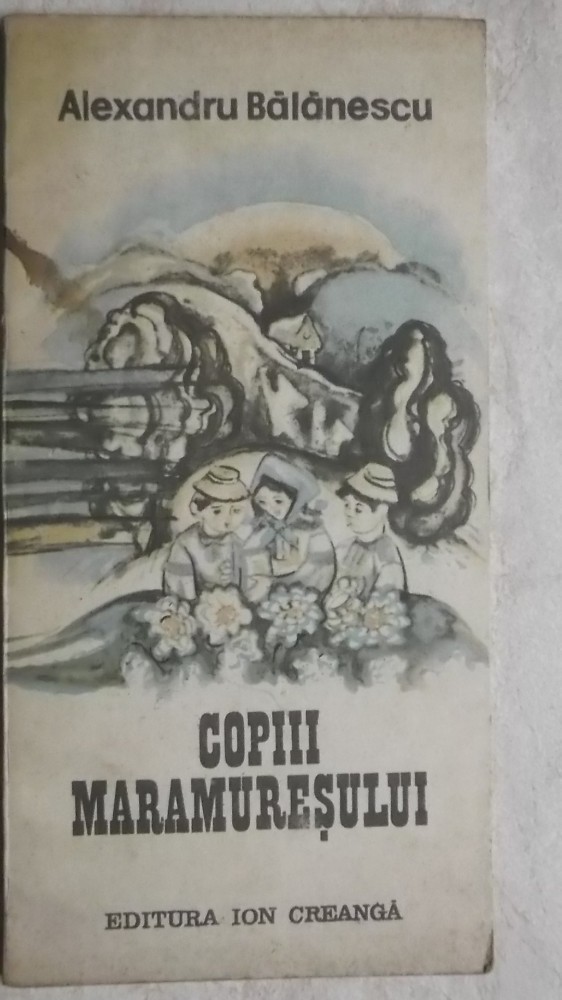 Alexandru Bălănescu
COPIII
MARAMUREȘULUI
EDITURA ION CREANGĂ